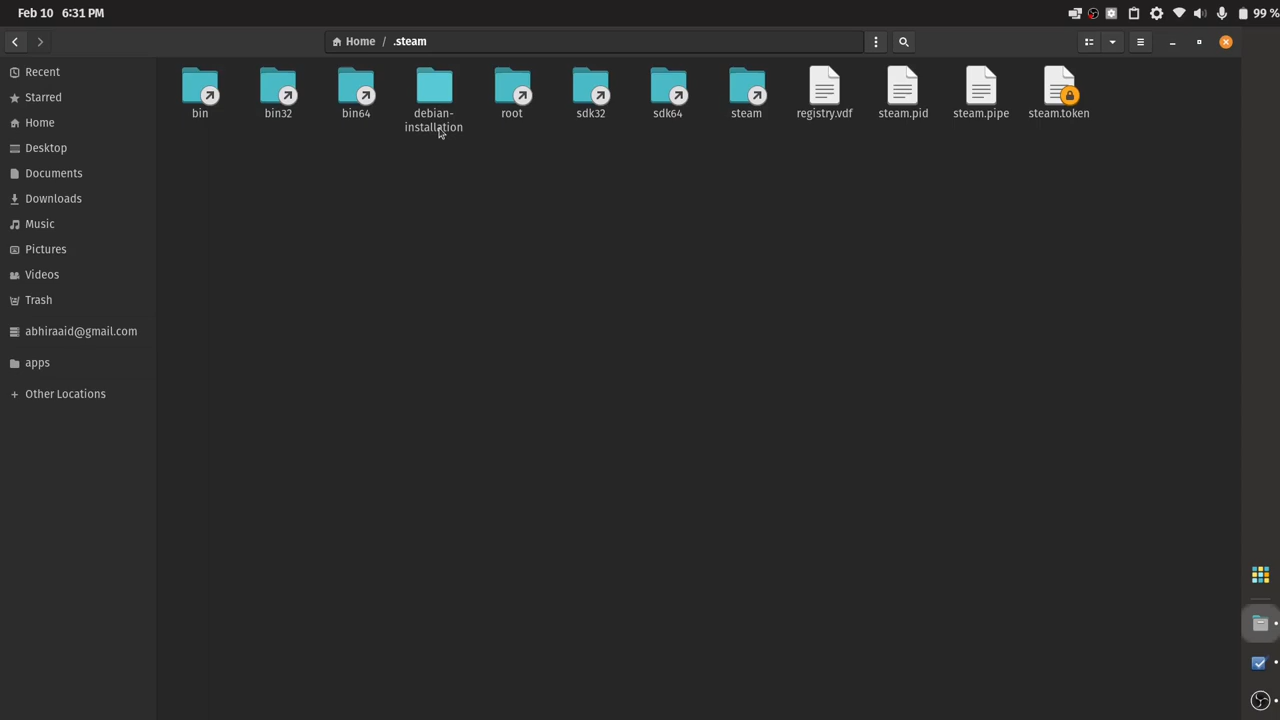 Feb 10 6:31 PM
99 %
Home / .steam
Recent
Starred
Home
Desktop
Documents
Downloads
Music
Pictures
Videos
Trash
abhiraaid@gmail.com
apps
+ Other Locations
bin
bin32
bin64
debian-
installation
root
sdk32
sdk64
steam
registry.vdf
steam.pid
steam.pipe
steam.token